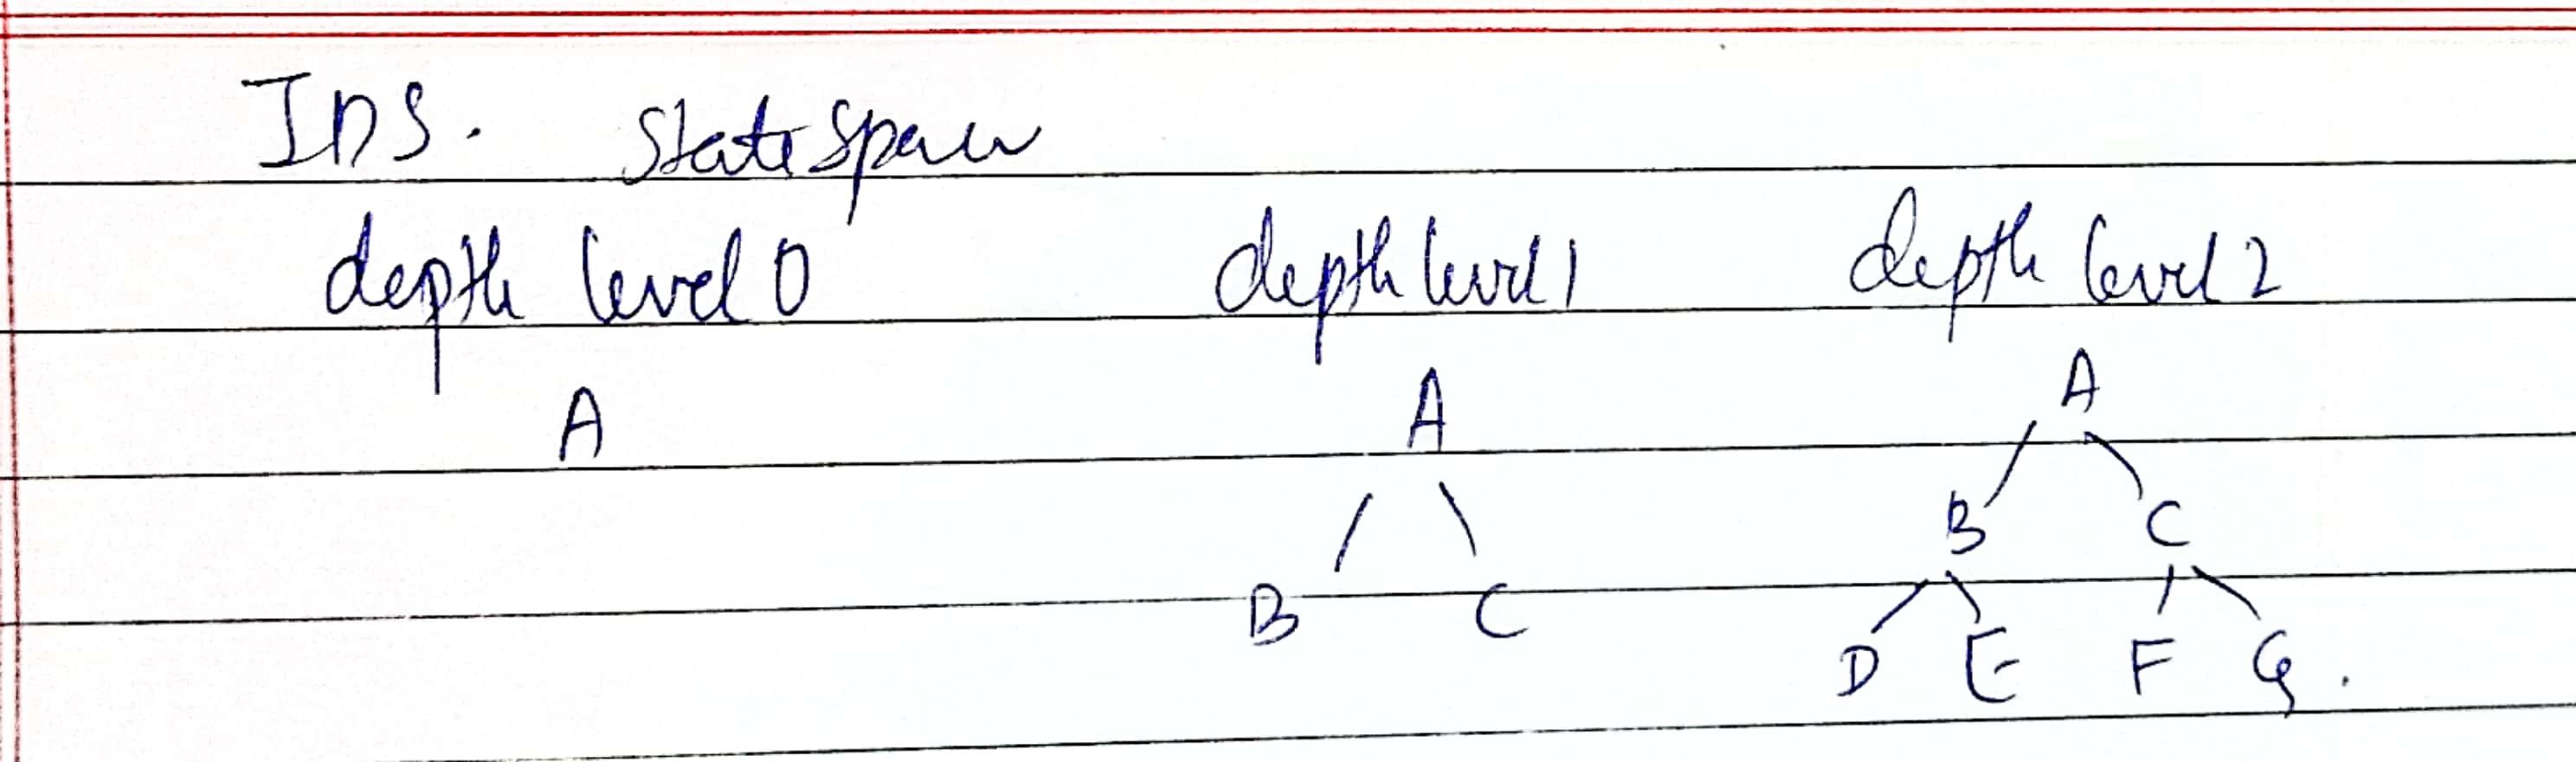 IDS. State Space
depth level 0 depth level 1 depth level 2
A A A
B C B C
D E F G.